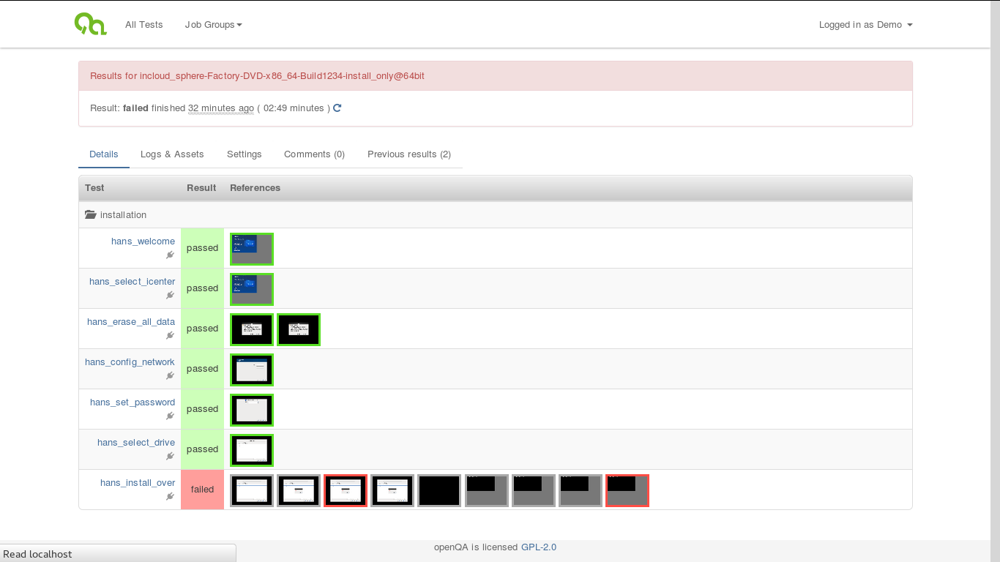 All Tests Job Groups Logged in as Demo
Results for incloud_sphere-Factory-DVD-x86_64-Build1234-install_only@64bit
Result: failed finished 32 minutes ago ( 02:49 minutes )
Details Logs & Assets Settings Comments (0) Previous results (2)
Test Result References
installation
hans_welcome passed
hans_select_icenter passed
hans_erase_all_data passed
hans_config_network passed
hans_set_password passed
hans_select_drive passed
hans_install_over failed
openQA is licensed GPL-2.0
Read localhost